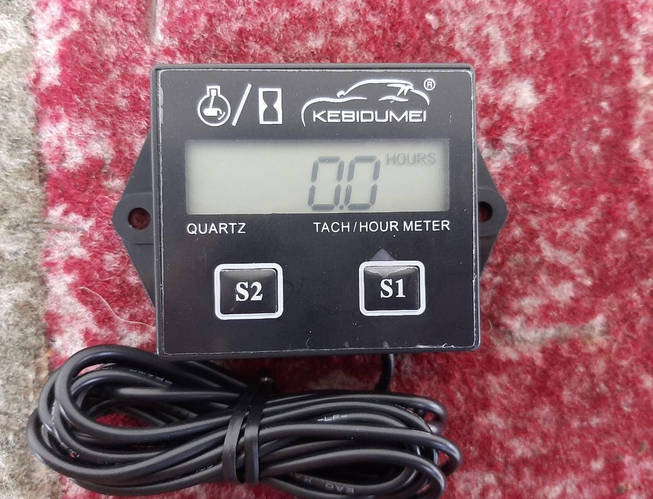 ®
KEBIDUMEI
0.0 HOURS
QUARTZ TACH/HOUR METER
S2 S1